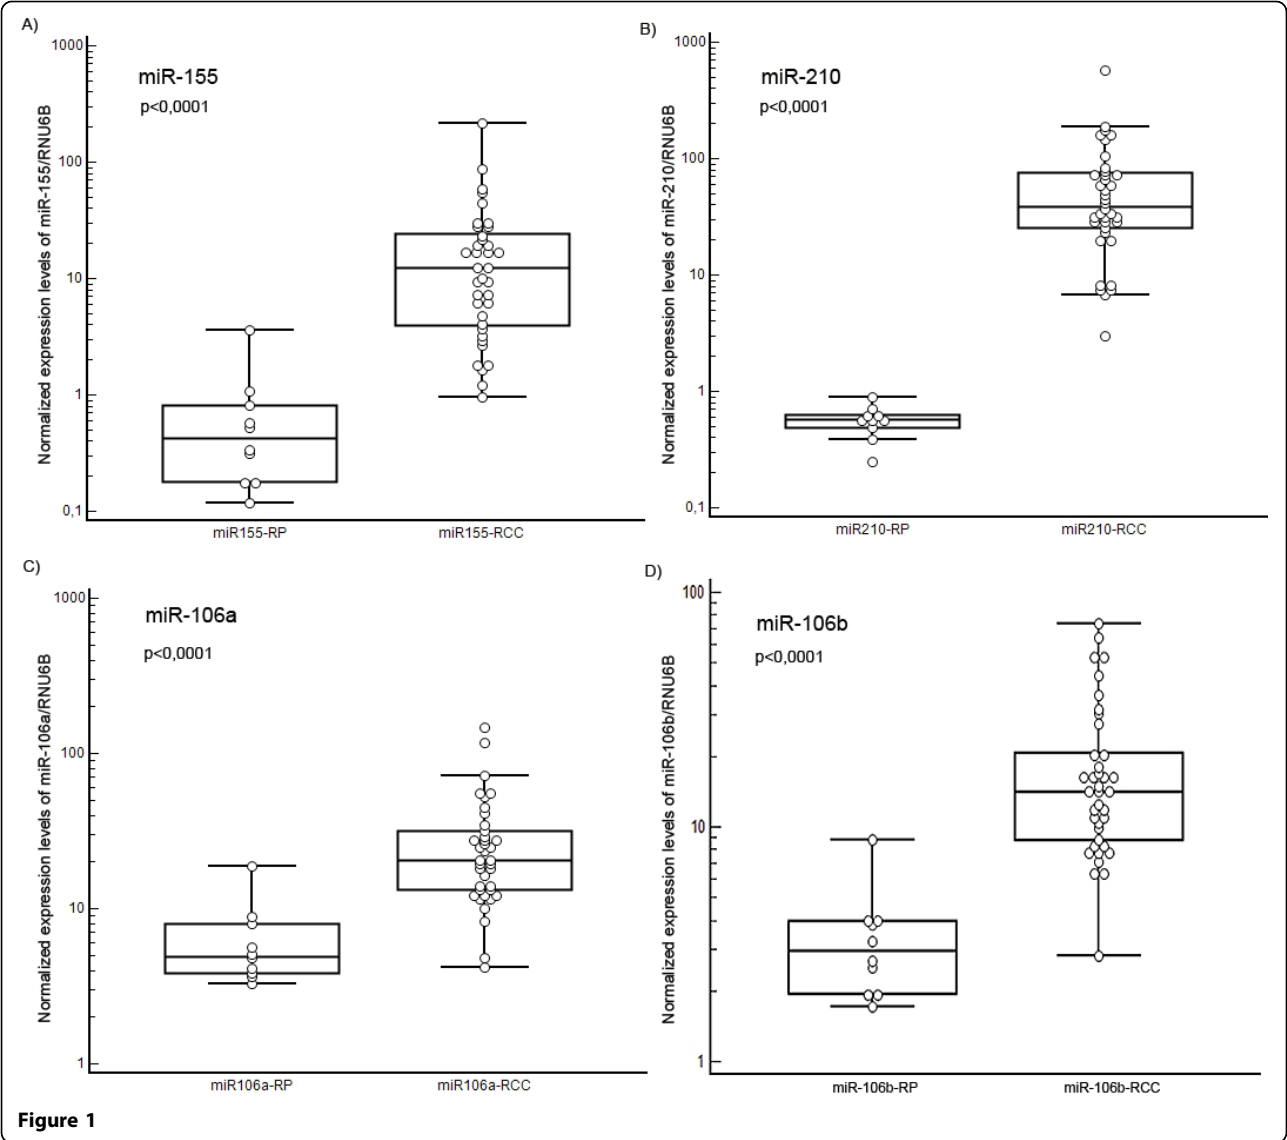 A)
Normalized expression levels of miR-155/RNU6B
1000
100
10
1
0,1
miR-155
p<0,0001
miR155-RP
miR155-RCC
B)
Normalized expression levels of miR-210/RNU6B
1000
100
10
1
0,1
miR-210
p<0,0001
miR210-RP
miR210-RCC
C)
Normalized expression levels of miR-106a/RNU6B
1000
100
10
1
miR-106a
p<0,0001
miR106a-RP
miR106a-RCC
D)
Normalized expression levels of miR-106b/RNU6B
100
10
1
miR-106b
p<0,0001
miR-106b-RP
miR-106b-RCC
Figure 1